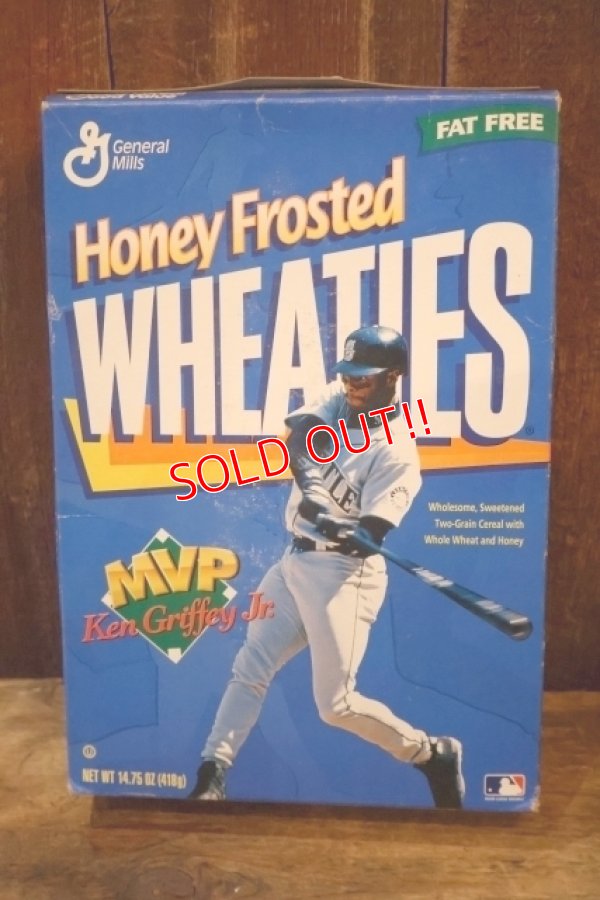 General
Mills
FAT FREE
Honey Frosted
WHEATIES
SOLD OUT!!
Wholesome, Sweetened
Two-Grain Cereal with
Whole Wheat and Honey
MVP
Ken Griffey Jr.
NET WT 14.75 OZ (418g)